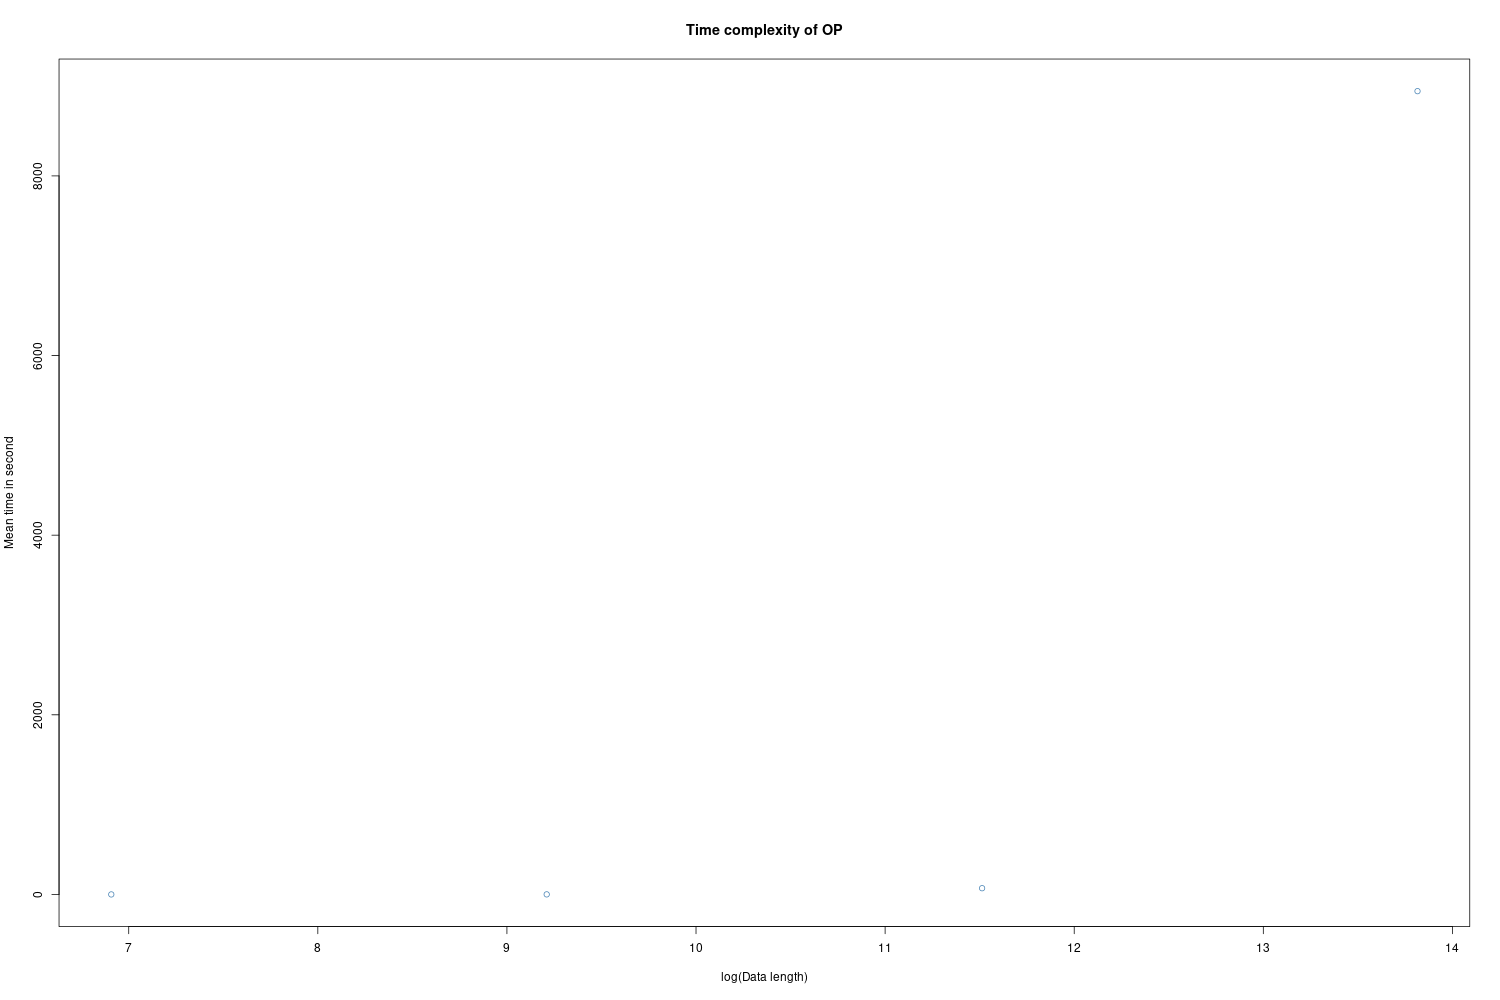 Time complexity of OP
8000
6000
4000
2000
0
Mean time in second
7 8 9 10 11 12 13 14
log(Data length)